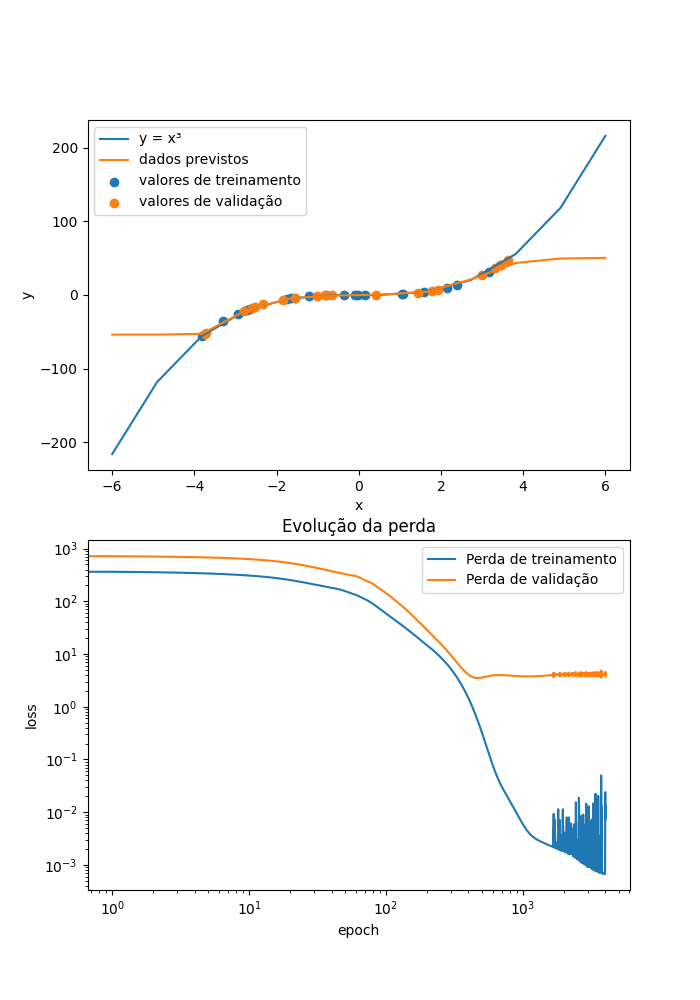 y = x³
dados previstos
valores de treinamento
valores de validação
200
100
0
−100
−200
y
−6 −4 −2 0 2 4 6
x
Evolução da perda
Perda de treinamento
Perda de validação
10³
10²
10¹
10⁰
10⁻¹
10⁻²
10⁻³
loss
10⁰ 10¹ 10² 10³
epoch